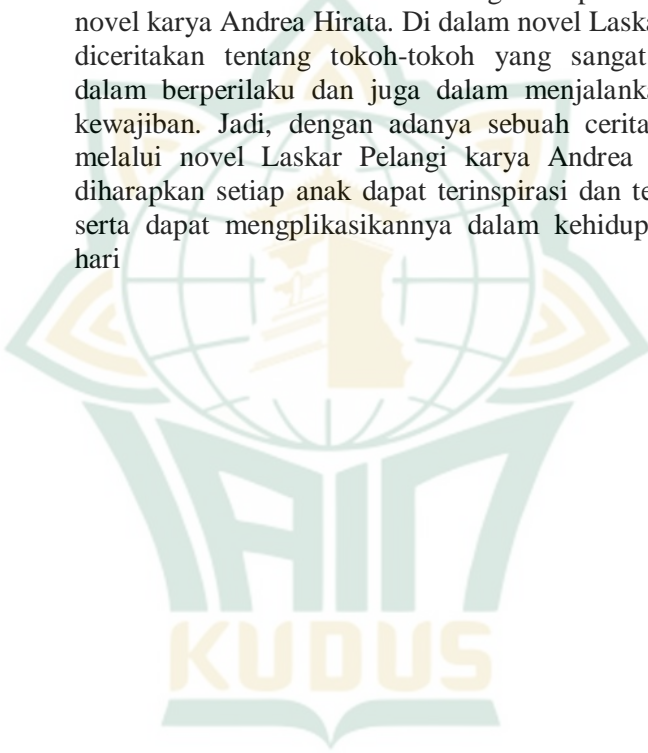 novel karya Andrea Hirata. Di dalam novel Laska
diceritakan tentang tokoh-tokoh yang sangat
dalam berperilaku dan juga dalam menjalanka
kewajiban. Jadi, dengan adanya sebuah cerita
melalui novel Laskar Pelangi karya Andrea
diharapkan setiap anak dapat terinspirasi dan te
serta dapat mengplikasikannya dalam kehidup
hari
IAIN
KUDUS